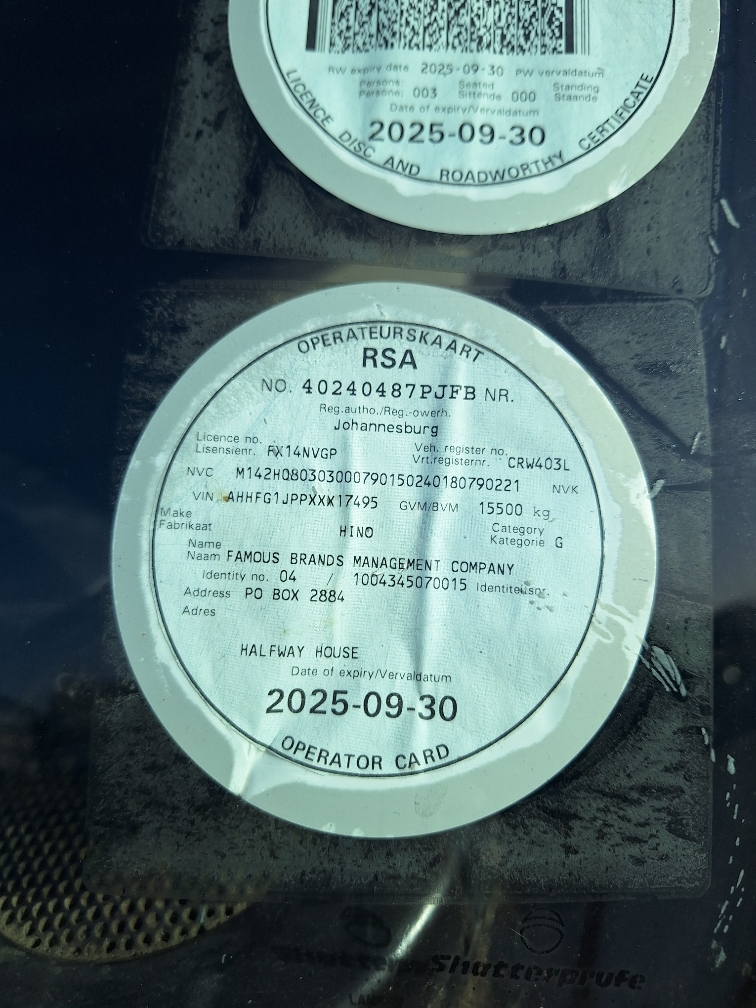 RW expiry date 2025-09-30 PW vervaldatum
Persons: Seated Standing
Persone: 003 Sittende 000 Staande
Date of expiry/Vervaldatum
2025-09-30
LICENCE DISC AND ROADWORTHY CERTIFICATE
OPERATEURSKAART
RSA
NO. 40240487PJFB NR.
Reg.autho./Reg.-owerh.
Johannesburg
Licence no. Veh. register no.
Lisensienr. FX14NVGP Vrt.registernr. CRW403L
NVC M142H080303000790150240180790221 NVK
VIN AHHFG1JPPXXX17495 GVM/BVM 15500 kg
Make Category
Fabrikaat HINO Kategorie G
Name
Naam FAMOUS BRANDS MANAGEMENT COMPANY
Identity no. 04 / 1004345070015 Identiteitsnr.
Address PO BOX 2884
Adres
HALFWAY HOUSE
Date of expiry/Vervaldatum
2025-09-30
OPERATOR CARD
Shatterprufe